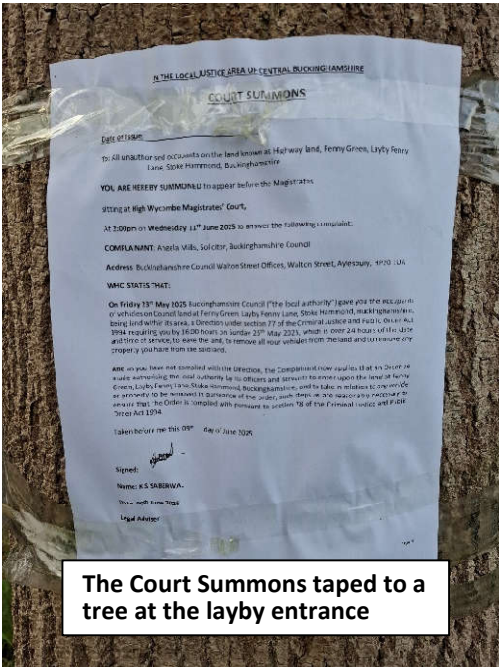 IN THE LOCAL JUSTICE AREA OF CENTRAL BUCKINGHAMSHIRE
COURT SUMMONS
Date of Issue:
To: All unauthorised occupants on the land known as Highway land, Fenny Green, Layby Fenny
Lane, Stoke Hammond, Buckinghamshire
YOU ARE HEREBY SUMMONED to appear before the Magistrates
sitting at High Wycombe Magistrates' Court,
At 2:00pm on Wednesday 11th June 2025 to answer the following complaint:
COMPLAINANT: Angela Mills, Solicitor, Buckinghamshire Council
Address Buckinghamshire Council Walton Street Offices, Walton Street, Aylesbury,
WHO STATES THAT:
On Friday May 2025 Buckinghamshire Council ("the local authority") gave you the occupants
of vehicles on Council land at Fenny Green, Layby Fenny Lane, Stoke Hammond, Buckinghamshire,
being land within its area, a Direction under section 77 of the Criminal Justice and Public Order Act
1994 requiring you by 16:00 hours on Sunday 25th May 2025, which is over 24 hours of the date
and time of service, to leave the land, to remove all your vehicles from the land and to remove any
property you have from the said land.
AND as you have not complied with the Direction, the Complainant now applies that an Order be
made authorising the local authority by its officers and servants to enter upon the land at Fenny
Green, Layby Fenny Lane, Stoke Hammond, Buckinghamshire, and to take in relation to any vehicle
or property to be removed in pursuance of the order, such steps as are reasonably necessary to
ensure that the Order is complied with pursuant to section 78 of the Criminal Justice and Public
Order Act 1994.
Taken before me this 09th day of June 2025
Signed:
Name: K S
June
Legal Adviser
The Court Summons taped to a
tree at the layby entrance